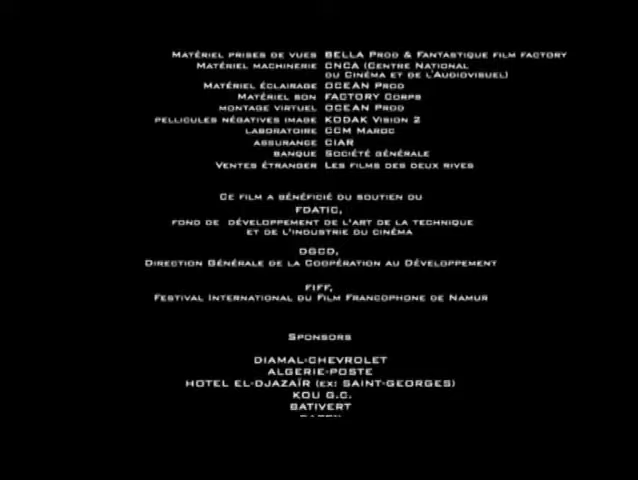 Matériel prises de vues BELLA Prod & Fantastique film factory
Matériel machinerie CNCA (Centre National
du Cinéma et de l'Audiovisuel)
Matériel éclairage OCEAN Prod
Matériel son FACTORY Corps
montage virtuel OCEAN Prod
pellicules négatives image KODAK Vision 2
laboratoire CCM Maroc
assurance CIAR
banque Société générale
Ventes étranger Les films des deux rives
Ce film a bénéficié du soutien du
FDATIC,
fond de développement de l'art de la technique
et de l'industrie du cinéma
DGCD,
Direction Générale de la Coopération au Développement
FIFF,
Festival International du Film Francophone de Namur
Sponsors
DIAMAL-CHEVROLET
ALGERIE-POSTE
HOTEL EL-DJAZAÏR (ex: SAINT-GEORGES)
KOU G.C.
BATIVERT